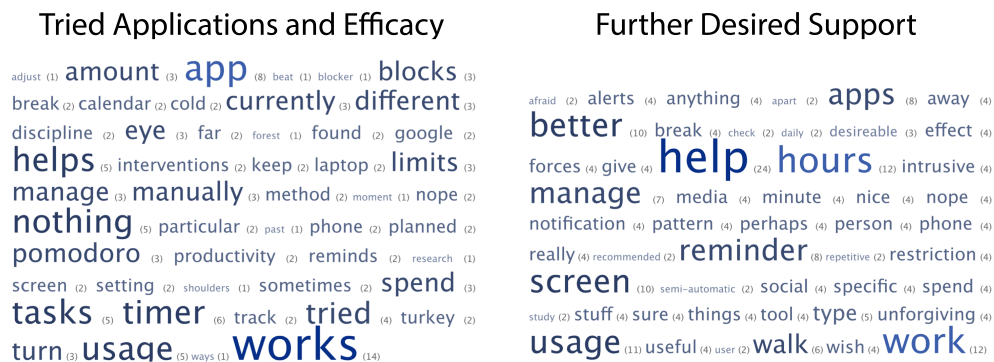 Tried Applications and Efficacy
adjust (1) amount (3) app (8) beat (1) blocker (1) blocks (3)
break (2) calendar (2) cold (2) currently (3) different (3)
discipline (2) eye (3) far (2) forest (1) found (2) google (2)
helps (5) interventions (2) keep (2) laptop (2) limits (3)
manage (3) manually (3) method (2) moment (1) nope (2)
nothing (5) particular (2) past (1) phone (2) planned (2)
pomodoro (3) productivity (2) reminds (2) research (1)
screen (2) setting (2) shoulders (1) sometimes (2) spend (3)
tasks (5) timer (6) track (2) tried (4) turkey (2)
turn (3) usage (5) ways (1) works (14)
Further Desired Support
afraid (2) alerts (4) anything (4) apart (2) apps (8) away (4)
better (10) break (4) check (2) daily (2) desireable (3) effect (4)
forces (4) give (4) help (24) hours (12) intrusive (4)
manage (7) media (4) minute (4) nice (4) nope (4)
notification (4) pattern (4) perhaps (4) person (4) phone (4)
really (4) recommended (2) reminder (8) repetitive (2) restriction (4)
screen (10) semi-automatic (2) social (4) specific (4) spend (4)
study (2) stuff (4) sure (4) things (4) tool (4) type (5) unforgiving (4)
usage (11) useful (4) user (2) walk (6) wish (4) work (12)